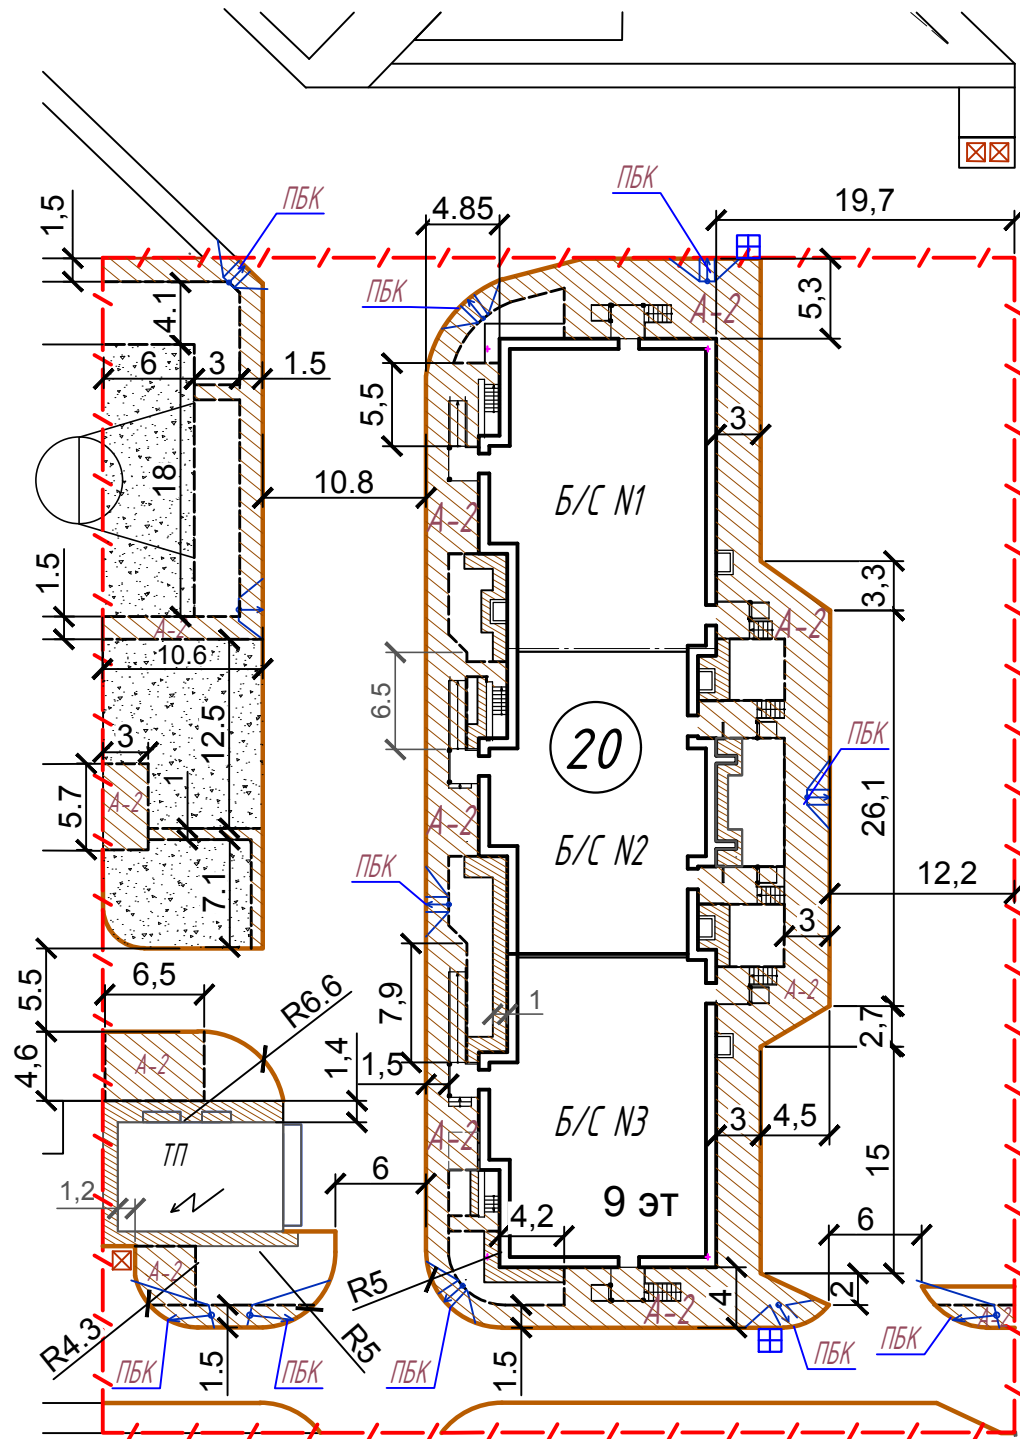 ПБК
ПБК
19,7
1,5
4.85
ПБК
А-2
5,3
4.1
6
3
1.5
5,5
3
18
10.8
Б/С N1
А-2
1.5
3,3
А-2
А-2
10.6
6.5
12.5
20
ПБК
3
1
5.7
А-2
А-2
Б/С N2
26,1
ПБК
12,2
7.1
3
5.5
6,5
R6.6
7,9
1
А-2
2,7
4,6
А-2
1,4
1,5
ТП
А-2
Б/С N3
3
4,5
15
6
1,2
4,2
9 эт
6
А-2
R5
4
2
А-2
А-2
R4.3
ПБК
1.5
ПБК
R5
ПБК
1.5
ПБК
ПБК